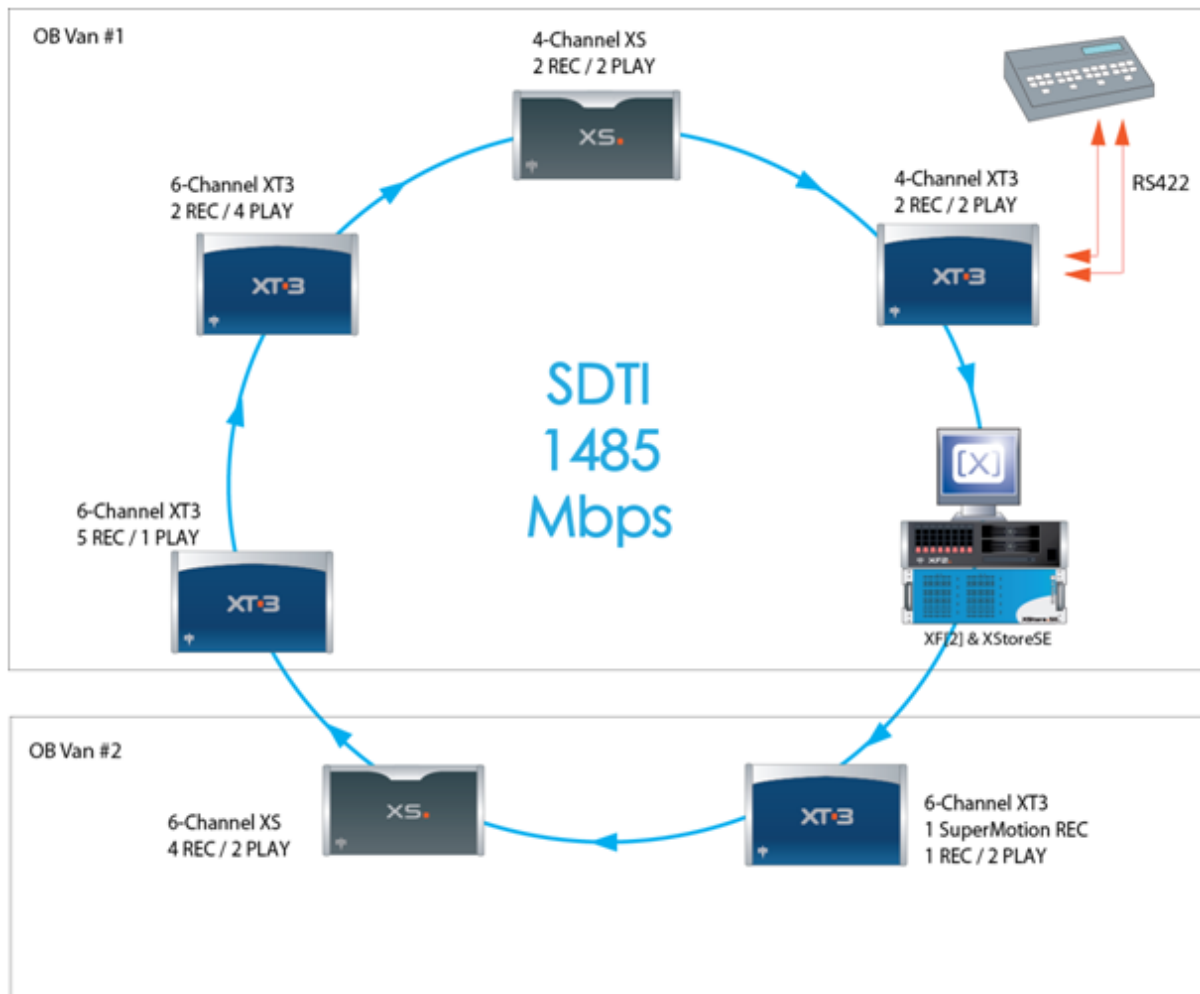 OB Van #1
4-Channel XS
2 REC / 2 PLAY
XS.
6-Channel XT3
2 REC / 4 PLAY
XT3
4-Channel XT3
2 REC / 2 PLAY
XT3
RS422
SDTI
1485
Mbps
[X]
XF2.
XStore.SE
XF[2] & XStoreSE
6-Channel XT3
5 REC / 1 PLAY
XT3
OB Van #2
6-Channel XS
4 REC / 2 PLAY
XS.
XT3
6-Channel XT3
1 SuperMotion REC
1 REC / 2 PLAY